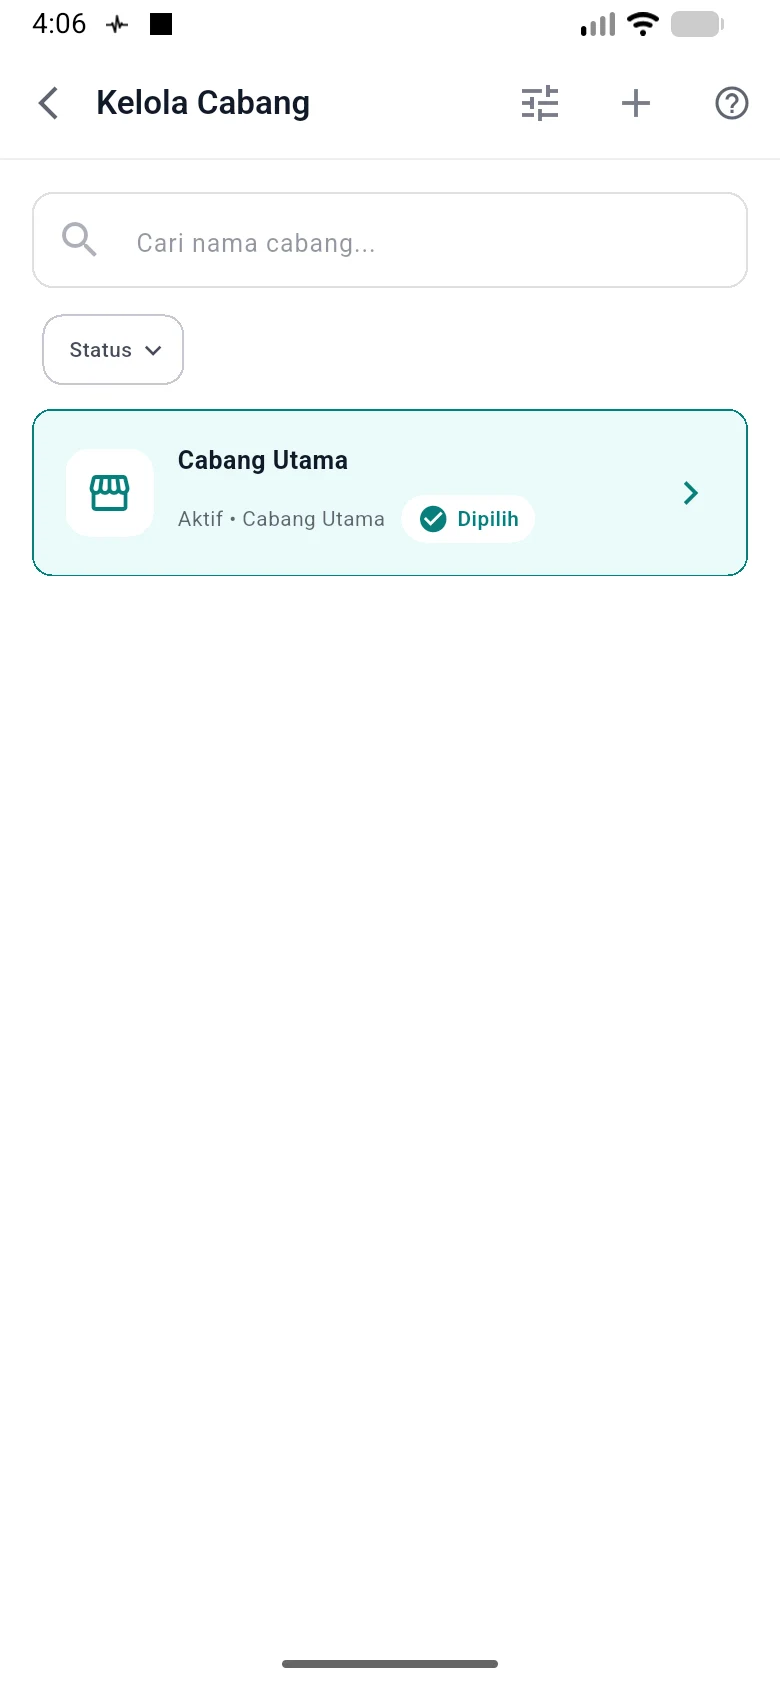 4:06
Kelola Cabang
Cari nama cabang...
Status
Cabang Utama
Aktif • Cabang Utama
Dipilih